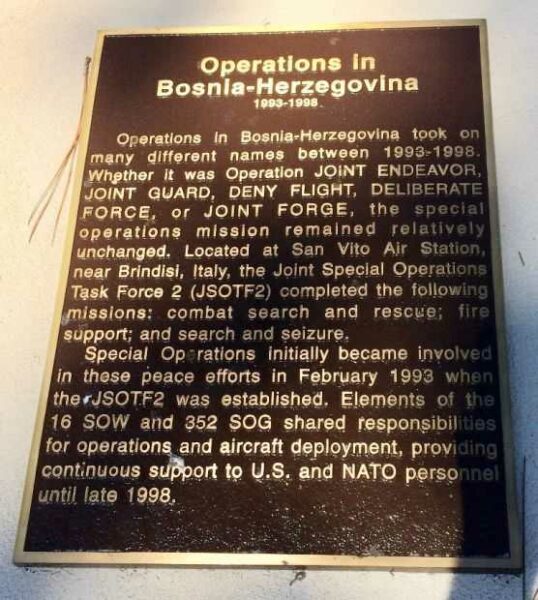 Operations in
Bosnia-Herzegovina
1993-1998
Operations in Bosnia-Herzegovina took on
many different names between 1993-1998.
Whether it was Operation JOINT ENDEAVOR,
JOINT GUARD, DENY FLIGHT, DELIBERATE
FORCE, or JOINT FORGE, the special
operations mission remained relatively
unchanged. Located at San Vito Air Station,
near Brindisi, Italy, the Joint Special Operations
Task Force 2 (JSOTF2) completed the following
missions: combat search and rescue; fire
support; and search and seizure.
Special Operations initially became involved
in these peace efforts in February 1993 when
the JSOTF2 was established. Elements of the
16 SOW and 352 SOG shared responsibilities
for operations and aircraft deployment, providing
continuous support to U.S. and NATO personnel
until late 1998.